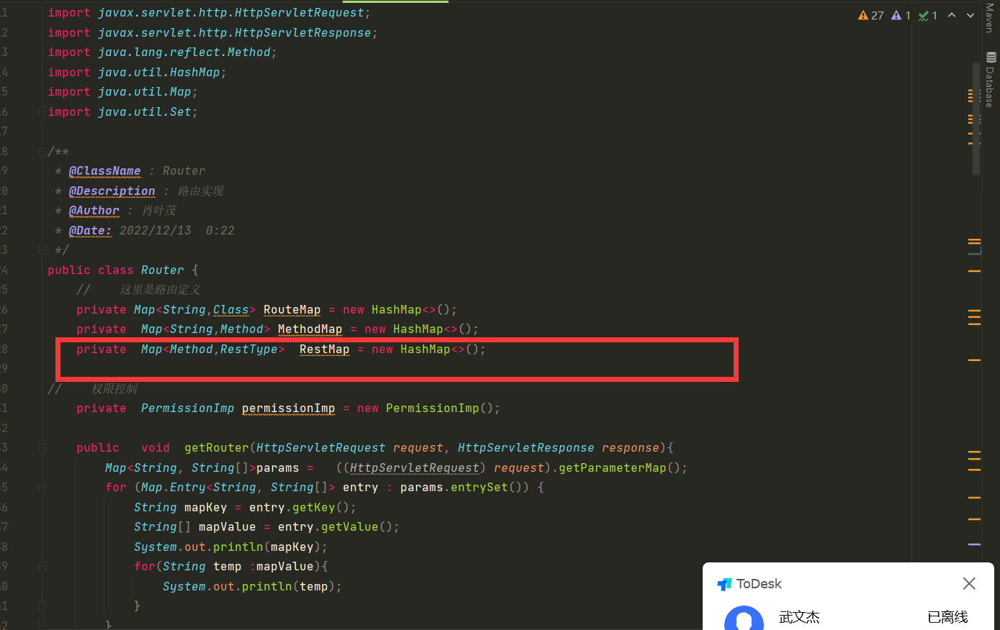 import javax.servlet.http.HttpServletRequest;
import javax.servlet.http.HttpServletResponse;
import java.lang.reflect.Method;
import java.util.HashMap;
import java.util.Map;
import java.util.Set;
/**
* @ClassName : Router
* @Description : 路由实现
* @Author : 肖叶茂
* @Date: 2022/12/13  0:22
*/
public class Router {
//    这里是路由定义
private Map<String,Class> RouteMap = new HashMap<>();
private  Map<String,Method> MethodMap = new HashMap<>();
private  Map<Method,RestType>  RestMap = new HashMap<>();
//    权限控制
private  PermissionImp permissionImp = new PermissionImp();
public   void  getRouter(HttpServletRequest request, HttpServletResponse response){
Map<String, String[]>params =   ((HttpServletRequest) request).getParameterMap();
for (Map.Entry<String, String[]> entry : params.entrySet()) {
String mapKey = entry.getKey();
String[] mapValue = entry.getValue();
System.out.println(mapKey);
for(String temp :mapValue){
System.out.println(temp);
}
}
27 1 1
Maven
Database
ToDesk
武文杰 已离线